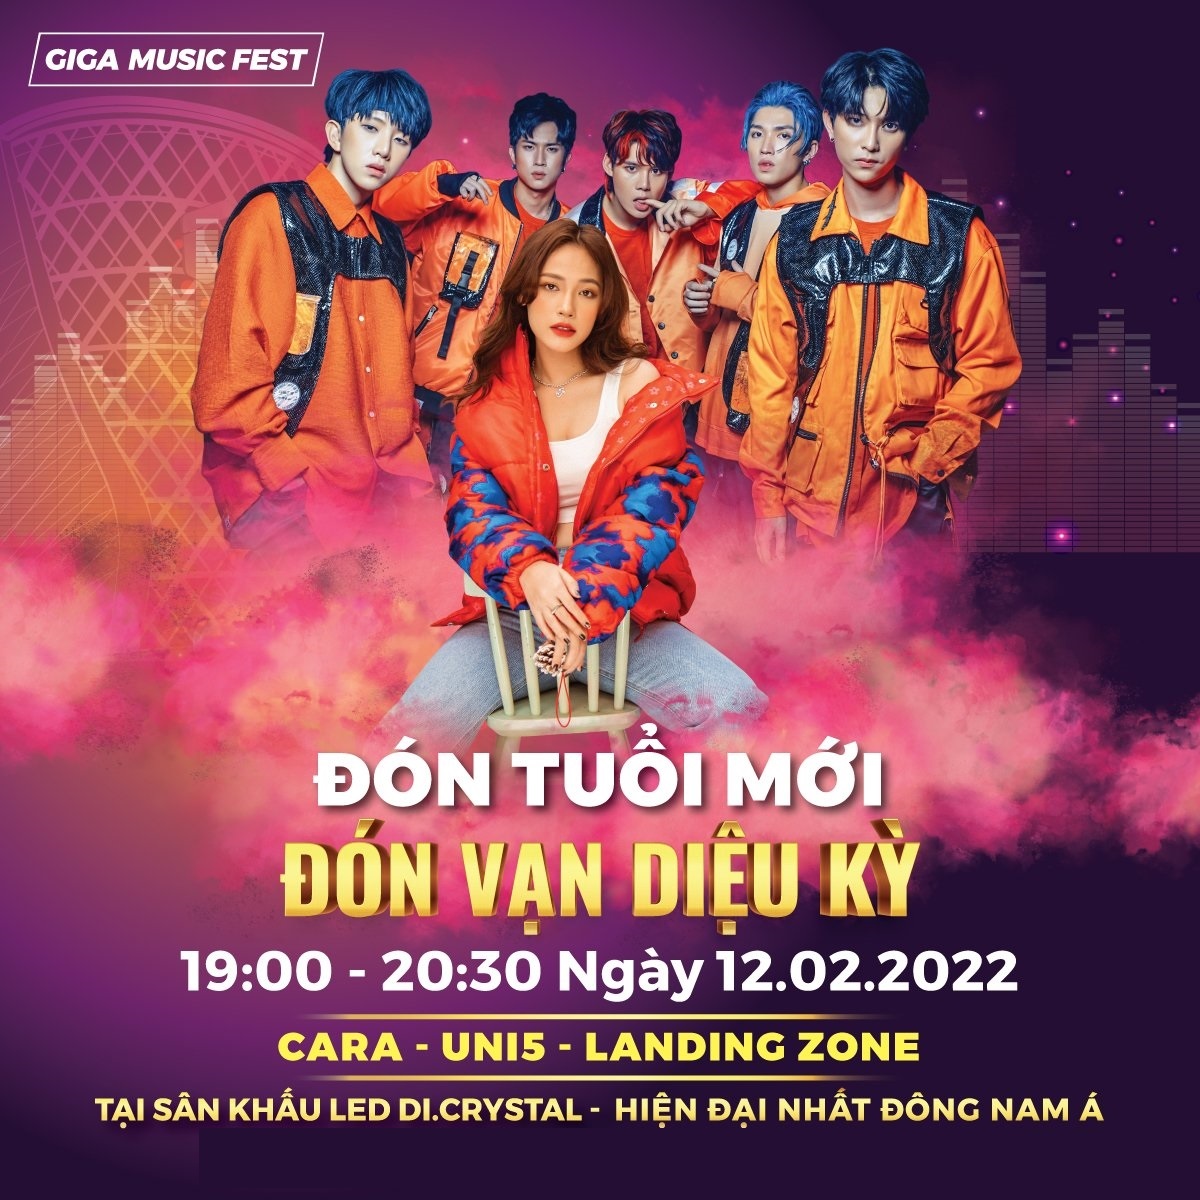 GIGA MUSIC FEST
ĐÓN TUỔI MỚI
ĐÓN VẠN DIỆU KỲ
19:00 - 20:30 Ngày 12.02.2022
CARA - UNI5 - LANDING ZONE
TẠI SÂN KHẤU LED DI.CRYSTAL - HIỆN ĐẠI NHẤT ĐÔNG NAM Á